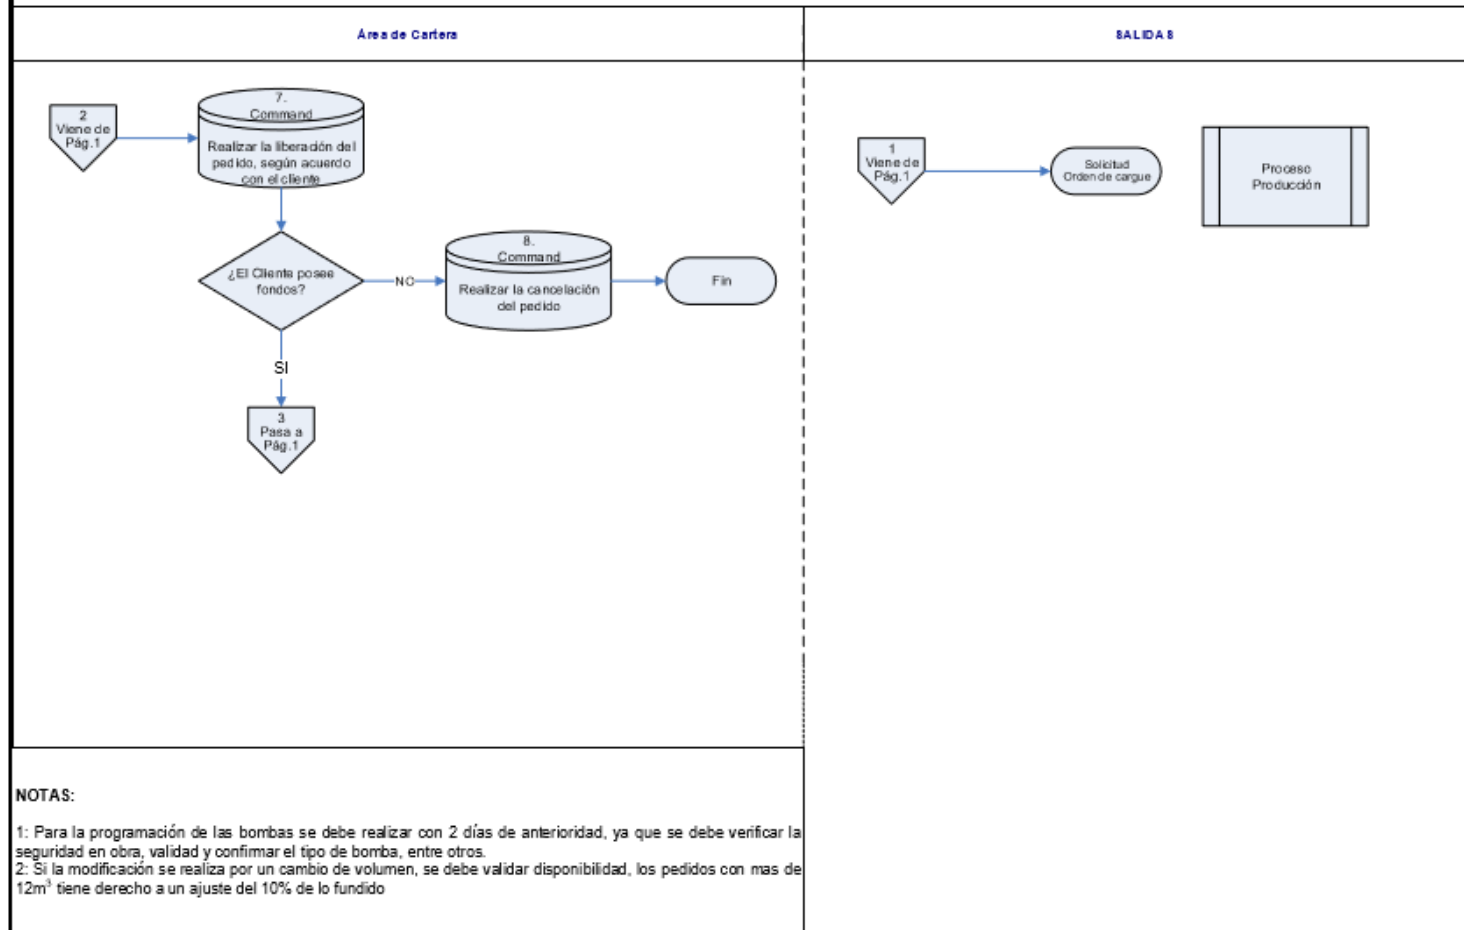 Área de Cartera
SALIDAS
2
Viene de
Pág.1
7.
Command
Realizar la liberación del
pedido, según acuerdo
con el cliente
¿El Cliente posee
fondos?
NO
8.
Command
Realizar la cancelación
del pedido
Fin
SI
3
Pasa a
Pág.1
1
Viene de
Pág.1
Solicitud
Orden de cargue
Proceso
Producción
NOTAS:
1: Para la programación de las bombas se debe realizar con 2 días de anterioridad, ya que se debe verificar la
seguridad en obra, validad y confirmar el tipo de bomba, entre otros.
2: Si la modificación se realiza por un cambio de volumen, se debe validar disponibilidad, los pedidos con mas de
12m³ tiene derecho a un ajuste del 10% de lo fundido